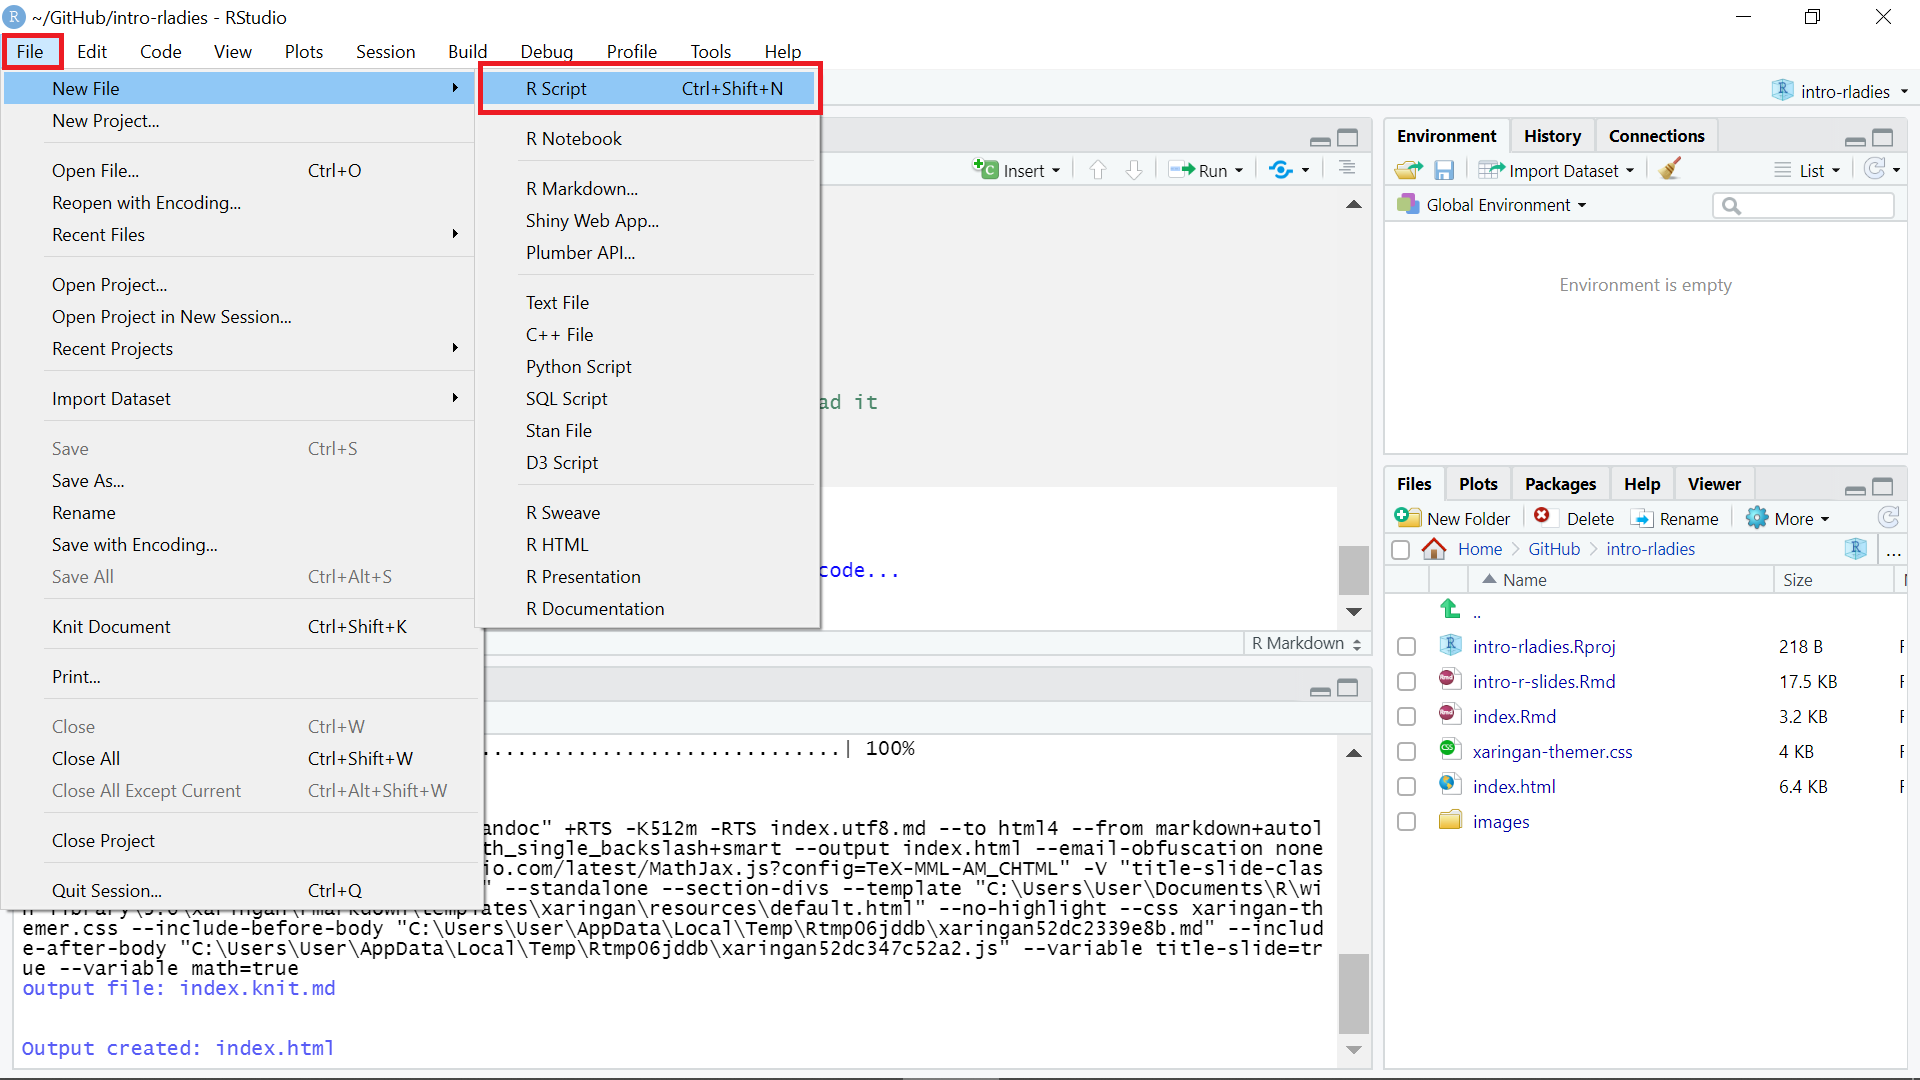 R ~/GitHub/intro-rladies - RStudio
File Edit Code View Plots Session Build Debug Profile Tools Help
New File
New Project...
Open File... Ctrl+O
Reopen with Encoding...
Recent Files
Open Project...
Open Project in New Session...
Recent Projects
Import Dataset
Save Ctrl+S
Save As...
Rename
Save with Encoding...
Save All Ctrl+Alt+S
Knit Document Ctrl+Shift+K
Print...
Close Ctrl+W
Close All Ctrl+Shift+W
Close All Except Current Ctrl+Alt+Shift+W
Close Project
Quit Session... Ctrl+Q
R Script Ctrl+Shift+N
R Notebook
R Markdown...
Shiny Web App...
Plumber API...
Text File
C++ File
Python Script
SQL Script
Stan File
D3 Script
R Sweave
R HTML
R Presentation
R Documentation
Insert Run
ad it
code...
R Markdown
..............................| 100%
andoc" +RTS -K512m -RTS index.utf8.md --to html4 --from markdown+autol
th_single_backslash+smart --output index.html --email-obfuscation none
io.com/latest/MathJax.js?config=TeX-MML-AM_CHTML" -V "title-slide-clas
" --standalone --section-divs --template "C:\Users\User\Documents\R\wi
\xaringan\resources\default.html" --no-highlight --css xaringan-th
emer.css --include-before-body "C:\Users\User\AppData\Local\Temp\Rtmp06jddb\xaringan52dc2339e8b.md" --includ
e-after-body "C:\Users\User\AppData\Local\Temp\Rtmp06jddb\xaringan52dc347c52a2.js" --variable title-slide=tr
ue --variable math=true
output file: index.knit.md
Output created: index.html
R intro-rladies
Environment History Connections
Import Dataset List
Global Environment
Environment is empty
Files Plots Packages Help Viewer
New Folder Delete Rename More
Home GitHub intro-rladies R ...
Name Size
..
intro-rladies.Rproj 218 B
intro-r-slides.Rmd 17.5 KB
index.Rmd 3.2 KB
xaringan-themer.css 4 KB
index.html 6.4 KB
images